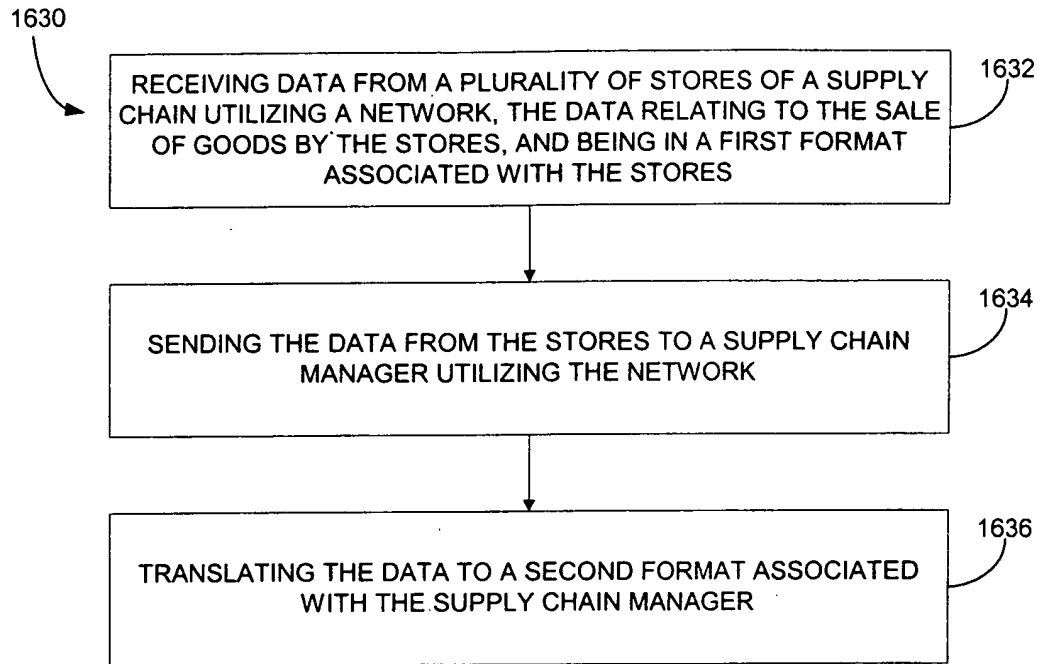 1630
RECEIVING DATA FROM A PLURALITY OF STORES OF A SUPPLY
CHAIN UTILIZING A NETWORK, THE DATA RELATING TO THE SALE
OF GOODS BY THE STORES, AND BEING IN A FIRST FORMAT
ASSOCIATED WITH THE STORES
1632
SENDING THE DATA FROM THE STORES TO A SUPPLY CHAIN
MANAGER UTILIZING THE NETWORK
1634
TRANSLATING THE DATA TO A SECOND FORMAT ASSOCIATED
WITH THE SUPPLY CHAIN MANAGER
1636